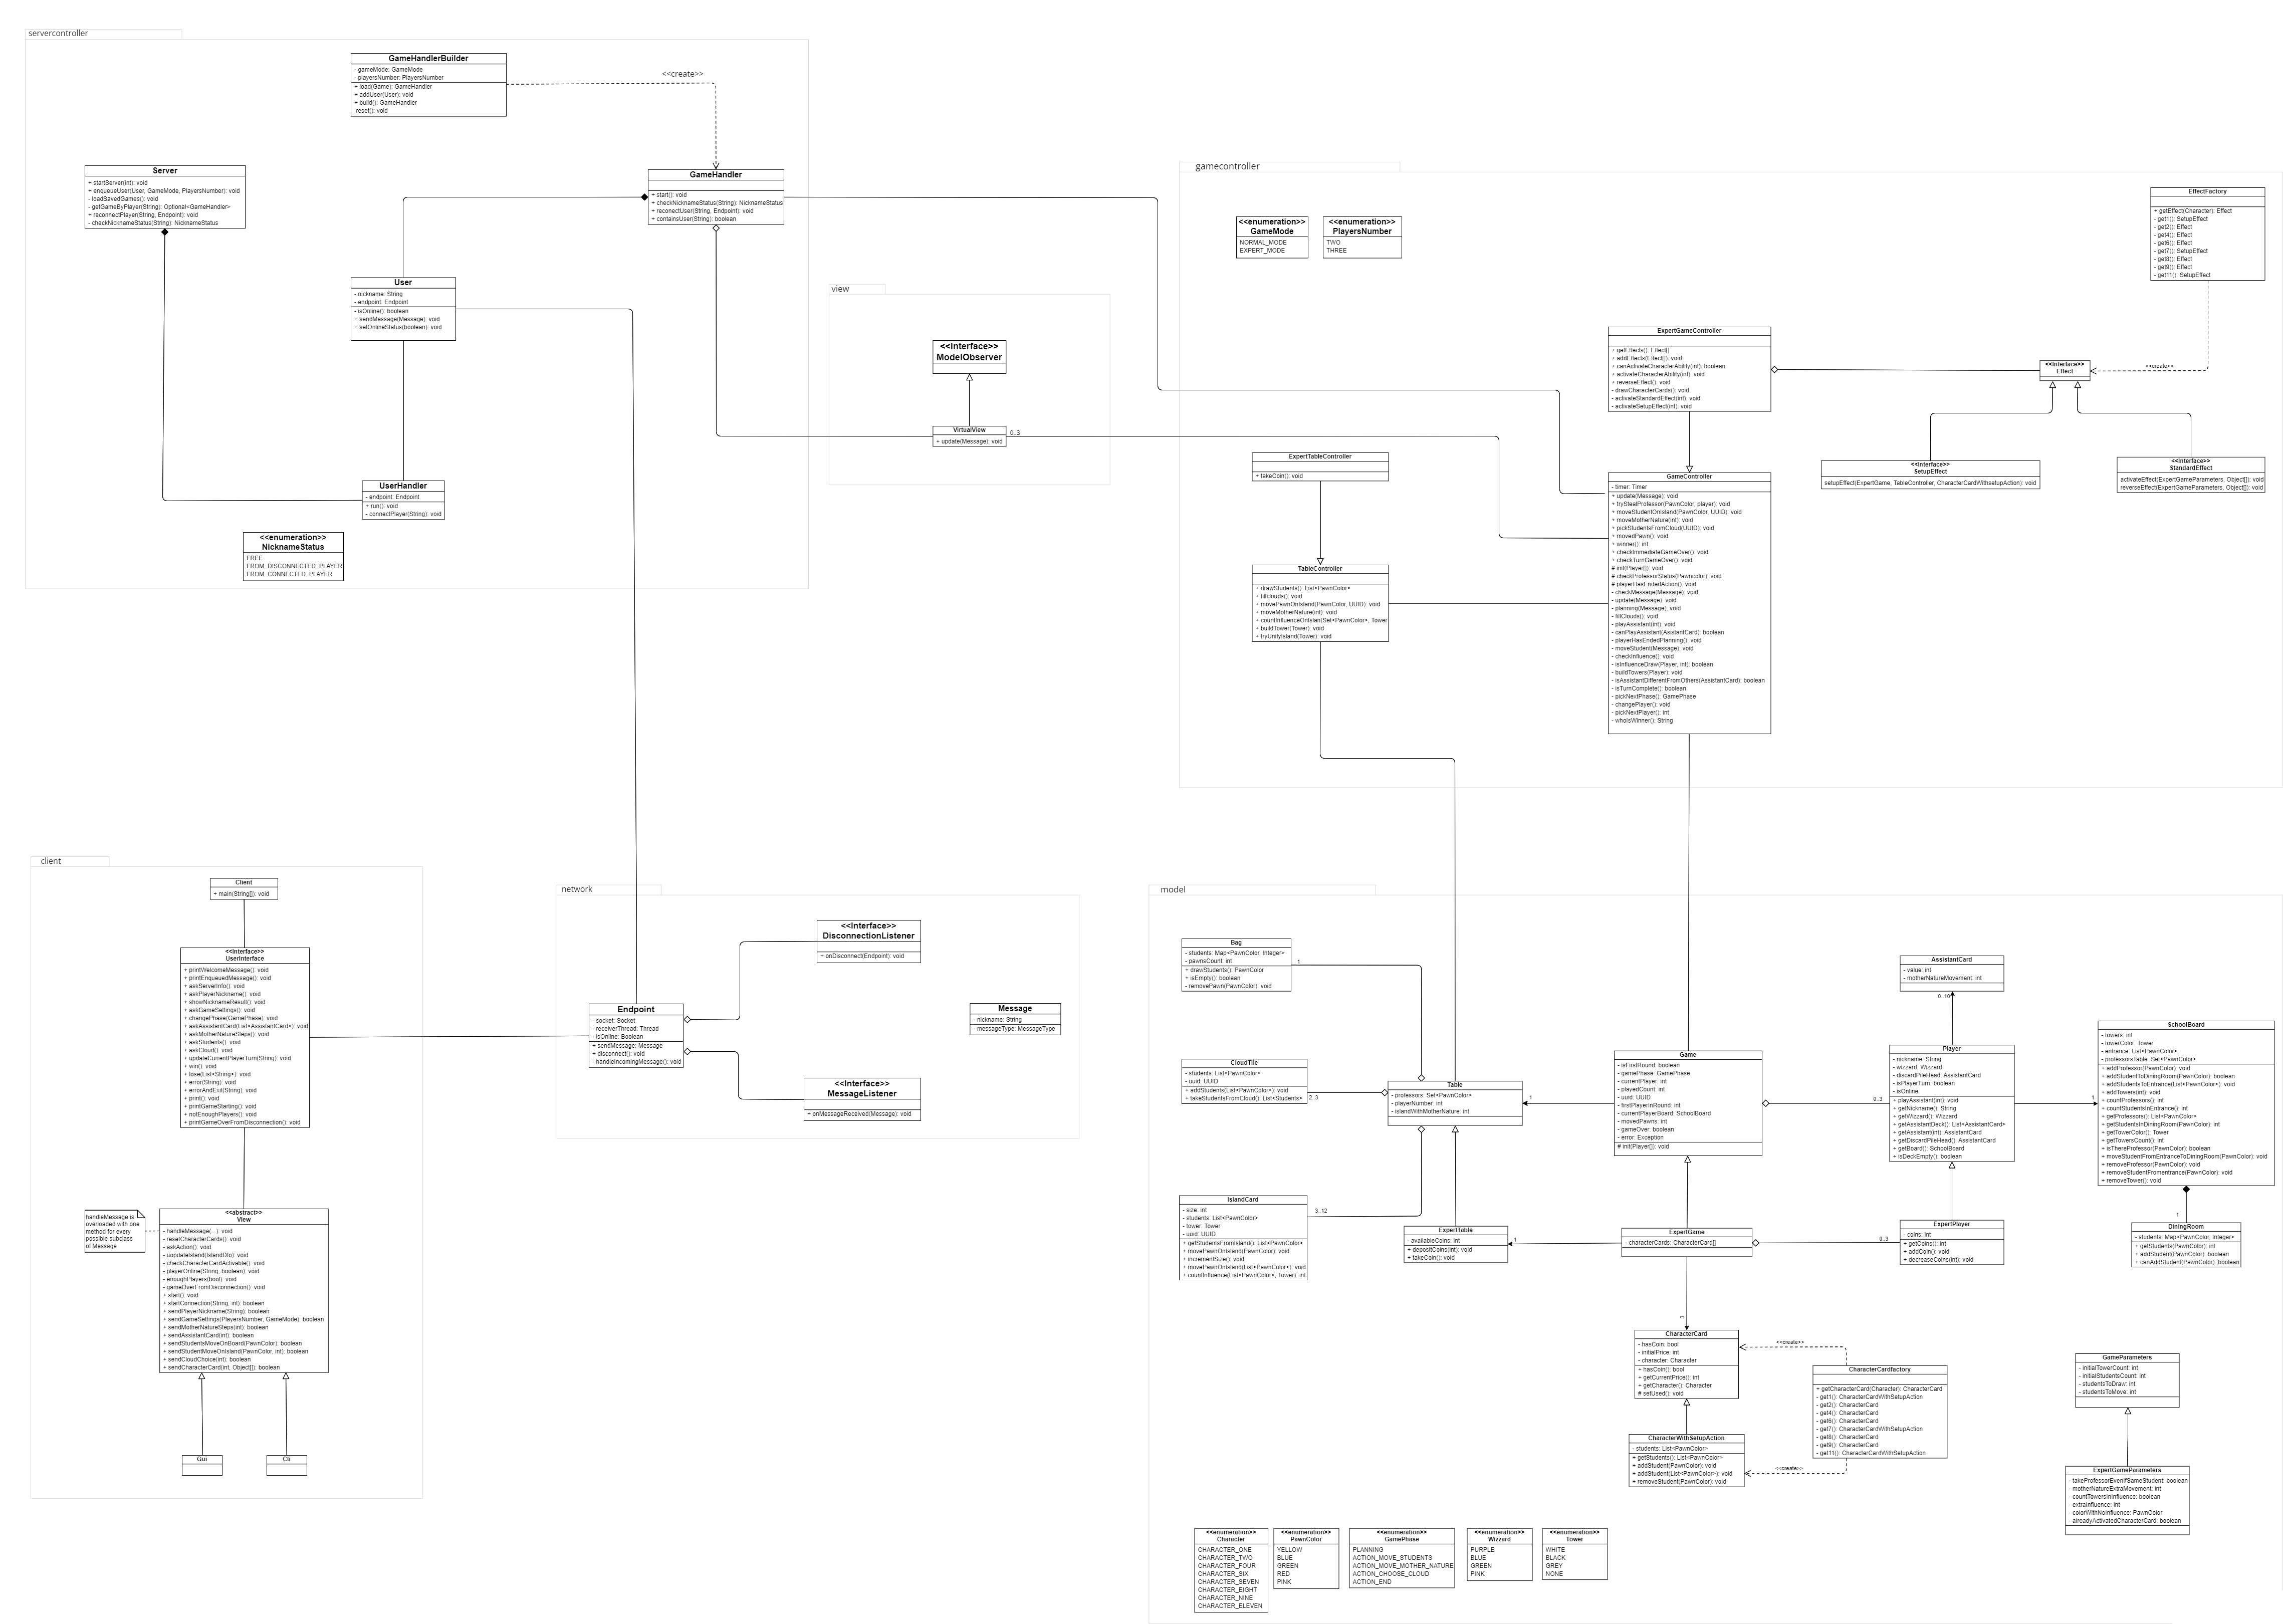 servercontroller
GameHandlerBuilder
- gameMode: GameMode
- playersNumber: PlayersNumber
+ load(Game): GameHandler
+ addUser(User): void
+ build(): GameHandler
reset(): void
<<create>>
Server
+ startServer(int): void
+ enqueueUser(User, GameMode, PlayersNumber): void
- loadSavedGames(): void
- getGameByPlayer(String): Optional<GameHandler>
+ reconnectPlayer(String, Endpoint): void
- checkNicknameStatus(String): NicknameStatus
GameHandler
+ start(): void
+ checkNicknameStatus(String): NicknameStatus
+ reconectUser(String, Endpoint): void
+ containsUser(String): boolean
User
- nickname: String
- endpoint: Endpoint
- isOnline(): boolean
+ sendMessage(Message): void
+ setOnlineStatus(boolean): void
UserHandler
- endpoint: Endpoint
+ run(): void
- connectPlayer(String): void
<<enumeration>>
NicknameStatus
FREE
FROM_DISCONNECTED_PLAYER
FROM_CONNECTED_PLAYER
view
<<Interface>>
ModelObserver
VirtualView
+ update(Message): void
0..3
gamecontroller
<<enumeration>>
GameMode
NORMAL_MODE
EXPERT_MODE
<<enumeration>>
PlayersNumber
TWO
THREE
EffectFactory
+ getEffect(Character): Effect
- get1(): SetupEffect
- get2(): Effect
- get4(): Effect
- get6(): Effect
- get7(): SetupEffect
- get8(): Effect
- get9(): Effect
- get11(): SetupEffect
ExpertGameController
+ getEffects(): Effect[]
+ addEffects(Effect[]): void
+ canActivateCharacterAbility(int): boolean
+ activateCharacterAbility(int): void
+ reverseEffect(): void
- drawCharacterCards(): void
- activateStandardEffect(int): void
- activateSetupEffect(int): void
<<Interface>>
Effect
<<create>>
<<Interface>>
SetupEffect
setupEffect(ExpertGame, TableController, CharacterCardWithsetupAction): void
<<Interface>>
StandardEffect
activateEffect(ExpertGameParameters, Object[]): void
reverseEffect(ExpertGameParameters, Object[]): void
ExpertTableController
+ takeCoin(): void
TableController
+ drawStudents(): List<PawnColor>
+ fillclouds(): void
+ movePawnOnIsland(PawnColor, UUID): void
+ moveMotherNature(int): void
+ countInfluenceOnIslan(Set<PawnColor>, Tower
+ buildTower(Tower): void
+ tryUnifyIsland(Tower): void
GameController
- timer: Timer
+ update(Message): void
+ tryStealProfessor(PawnColor, player): void
+ moveStudentOnIsland(PawnColor, UUID): void
+ moveMotherNature(int): void
+ pickStudentsFromCloud(UUID): void
+ movedPawn(): void
+ winner(): int
+ checkImmediateGameOver(): void
+ checkTurnGameOver(): void
# init(Player[]): void
# checkProfessorStatus(Pawncolor): void
# playerHasEndedAction(): void
- checkMessage(Message): void
- update(Message): void
- planning(Message): void
- fillClouds(): void
- playAssistant(int): void
- canPlayAssistant(AsistantCard): boolean
- playerHasEndedPlanning(): void
- moveStudent(Message): void
- checkInfluence(): void
- isInfluenceDraw(Player, int): boolean
- buildTowers(Player): void
- isAssistantDifferentFromOthers(AssistantCard): boolean
- isTurnComplete(): boolean
- pickNextPhase(): GamePhase
- changePlayer(): void
- pickNextPlayer(): int
- whoIsWinner(): String
client
Client
+ main(String[]): void
<<Interface>>
UserInterface
+ printWelcomeMessage(): void
+ printEnqueuedMessage(): void
+ askServerInfo(): void
+ askPlayerNickname(): void
+ showNicknameResult(): void
+ askGameSettings(): void
+ changePhase(GamePhase): void
+ askAssistantCard(List<AssistantCard>): void
+ askMotherNatureSteps(): void
+ askStudents(): void
+ askCloud(): void
+ updateCurrentPlayerTurn(String): void
+ win(): void
+ lose(List<String>): void
+ error(String): void
+ errorAndExit(String): void
+ print(): void
+ printGameStarting(): void
+ notEnoughPlayers(): void
+ printGameOverFromDisconnection(): void
handleMessage is
overloaded with one
method for every
possible subclass
of Message
<<abstract>>
View
- handleMessage(...): void
- resetCharacterCards(): void
- askAction(): void
- uopdateIsland(IslandDto): void
- checkCharacterCardActivable(): void
- playerOnline(String, boolean): void
- enoughPlayers(bool): void
- gameOverFromDisconnection(): void
+ start(): void
+ startConnection(String, int): boolean
+ sendPlayerNickname(String): boolean
+ sendGameSettings(PlayersNumber, GameMode): boolean
+ sendMotherNatureSteps(int): boolean
+ sendAssistantCard(int): boolean
+ sendStudentsMoveOnBoard(PawnColor): boolean
+ sendStudentMoveOnIsland(PawnColor, int): boolean
+ sendCloudChoice(int): boolean
+ sendCharacterCard(int, Object[]): boolean
Gui
Cli
network
<<Interface>>
DisconnectionListener
+ onDisconnect(Endpoint): void
Endpoint
- socket: Socket
- receiverThread: Thread
- isOnline: Boolean
+ sendMessage: Message
+ disconnect(): void
- handleIncomingMessage(): void
<<Interface>>
MessageListener
+ onMessageReceived(Message): void
Message
- nickname: String
- messageType: MessageType
model
Bag
- students: Map<PawnColor, Integer>
- pawnsCount: int
+ drawStudents(): PawnColor
+ isEmpty(): boolean
- removePawn(PawnColor): void
1
CloudTile
- students: List<PawnColor>
- uuid: UUID
+ addStudents(List<PawnColor>): void
+ takeStudentsFromCloud(): List<Students>
2..3
Table
- professors: Set<PawnColor>
- playerNumber: int
- islandWithMotherNature: int
1
Game
- isFirstRound: boolean
- gamePhase: GamePhase
- currentPlayer: int
- playedCount: int
- uuid: UUID
- firstPlayerInRound: int
- currentPlayerBoard: SchoolBoard
- movedPawns: int
- gameOver: boolean
- error: Exception
# init(Player[]): void
0..3
AssistantCard
- value: int
- motherNatureMovement: int
0..10
Player
- nickname: String
- wizzard: Wizzard
- discardPileHead: AssistantCard
- isPlayerTurn: boolean
- isOnline
+ playAssistant(int): void
+ getNickname(): String
+ getWizzard(): Wizzard
+ getAssistantDeck(): List<AssistantCard>
+ getAssistant(int): AssistantCard
+ getDiscardPileHead(): AssistantCard
+ getBoard(): SchoolBoard
+ isDeckEmpty(): boolean
1
SchoolBoard
- towers: int
- towerColor: Tower
- entrance: List<PawnColor>
- professorsTable: Set<PawnColor>
+ addProfessor(PawnColor): void
+ addStudentToDiningRoom(PawnColor): boolean
+ addStudentsToEntrance(List<PawnColor>): void
+ addTowers(int): void
+ countProfessors(): int
+ countStudentsInEntrance(): int
+ getProfessors(): List<PawnColor>
+ getStudentsInDiningRoom(PawnColor): int
+ getTowerColor(): Tower
+ getTowersCount(): int
+ isThereProfessor(PawnColor): boolean
+ moveStudentFromEntranceToDiningRoom(PawnColor): void
+ removeProfessor(PawnColor): void
+ removeStudentFromentrance(PawnColor): void
+ removeTower(): void
IslandCard
- size: int
- students: List<PawnColor>
- tower: Tower
- uuid: UUID
+ getStudentsFromIsland(): List<PawnColor>
+ movePawnOnIsland(PawnColor): void
+ incrementSize(): void
+ movePawnOnIsland(List<PawnColor>): void
+ countInfluence(List<PawnColor>, Tower): int
3..12
ExpertTable
- availableCoins: int
+ depositCoins(int): void
+ takeCoin(): void
1
ExpertGame
- characterCards: CharacterCard[]
0..3
ExpertPlayer
- coins: int
+ getCoins(): int
+ addCoin(): void
+ decreaseCoins(int): void
1
DiningRoom
- students: Map<PawnColor, Integer>
+ getStudents(PawnColor): int
+ addStudent(PawnColor): boolean
+ canAddStudent(PawnColor): boolean
3
CharacterCard
- hasCoin: bool
- initialPrice: int
- character: Character
+ hasCoin(): bool
+ getCurrentPrice(): int
+ getCharacter(): Character
# setUsed(): void
<<create>>
CharacterCardfactory
+ getCharacterCard(Character): CharacterCard
- get1(): CharacterCardWithSetupAction
- get2(): CharacterCard
- get4(): CharacterCard
- get6(): CharacterCard
- get7(): CharacterCardWithSetupAction
- get8(): CharacterCard
- get9(): CharacterCard
- get11(): CharacterCardWithSetupAction
<<create>>
CharacterWithSetupAction
- students: List<PawnColor>
+ getStudents(): List<PawnColor>
+ addStudent(PawnColor): void
+ addStudent(List<PawnColor>): void
+ removeStudent(PawnColor): void
GameParameters
- initialTowerCount: int
- initialStudentsCount: int
- studentsToDraw: int
- studentsToMove: int
ExpertGameParameters
- takeProfessorEvenIfSameStudent: boolean
- motherNatureExtraMovement: int
- countTowersInInfluence: boolean
- extraInfluence: int
- colorWithNoInfluence: PawnColor
- alreadyActivatedCharacterCard: boolean
<<enumeration>>
Character
CHARACTER_ONE
CHARACTER_TWO
CHARACTER_FOUR
CHARACTER_SIX
CHARACTER_SEVEN
CHARACTER_EIGHT
CHARACTER_NINE
CHARACTER_ELEVEN
<<enumeration>>
PawnColor
YELLOW
BLUE
GREEN
RED
PINK
<<enumeration>>
GamePhase
PLANNING
ACTION_MOVE_STUDENTS
ACTION_MOVE_MOTHER_NATURE
ACTION_CHOOSE_CLOUD
ACTION_END
<<enumeration>>
Wizzard
PURPLE
BLUE
GREEN
PINK
<<enumeration>>
Tower
WHITE
BLACK
GREY
NONE